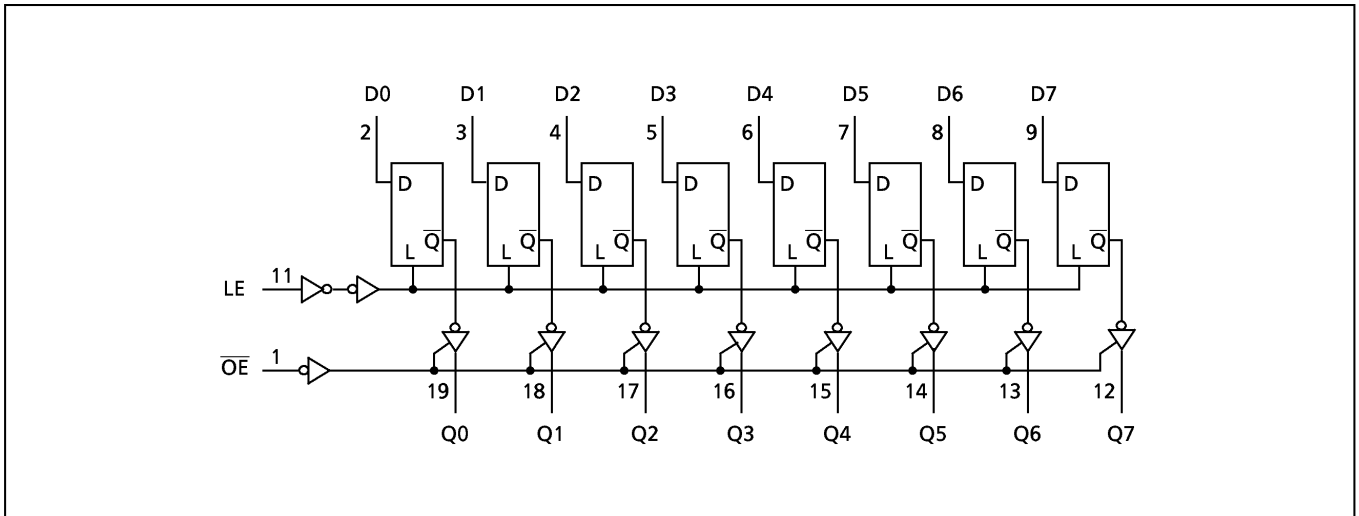 D0 D1 D2 D3 D4 D5 D6 D7
2 3 4 5 6 7 8 9
D D D D D D D D
Q̅ Q̅ Q̅ Q̅ Q̅ Q̅ Q̅ Q̅
L L L L L L L L
LE 11
O̅E̅ 1
19 18 17 16 15 14 13 12
Q0 Q1 Q2 Q3 Q4 Q5 Q6 Q7